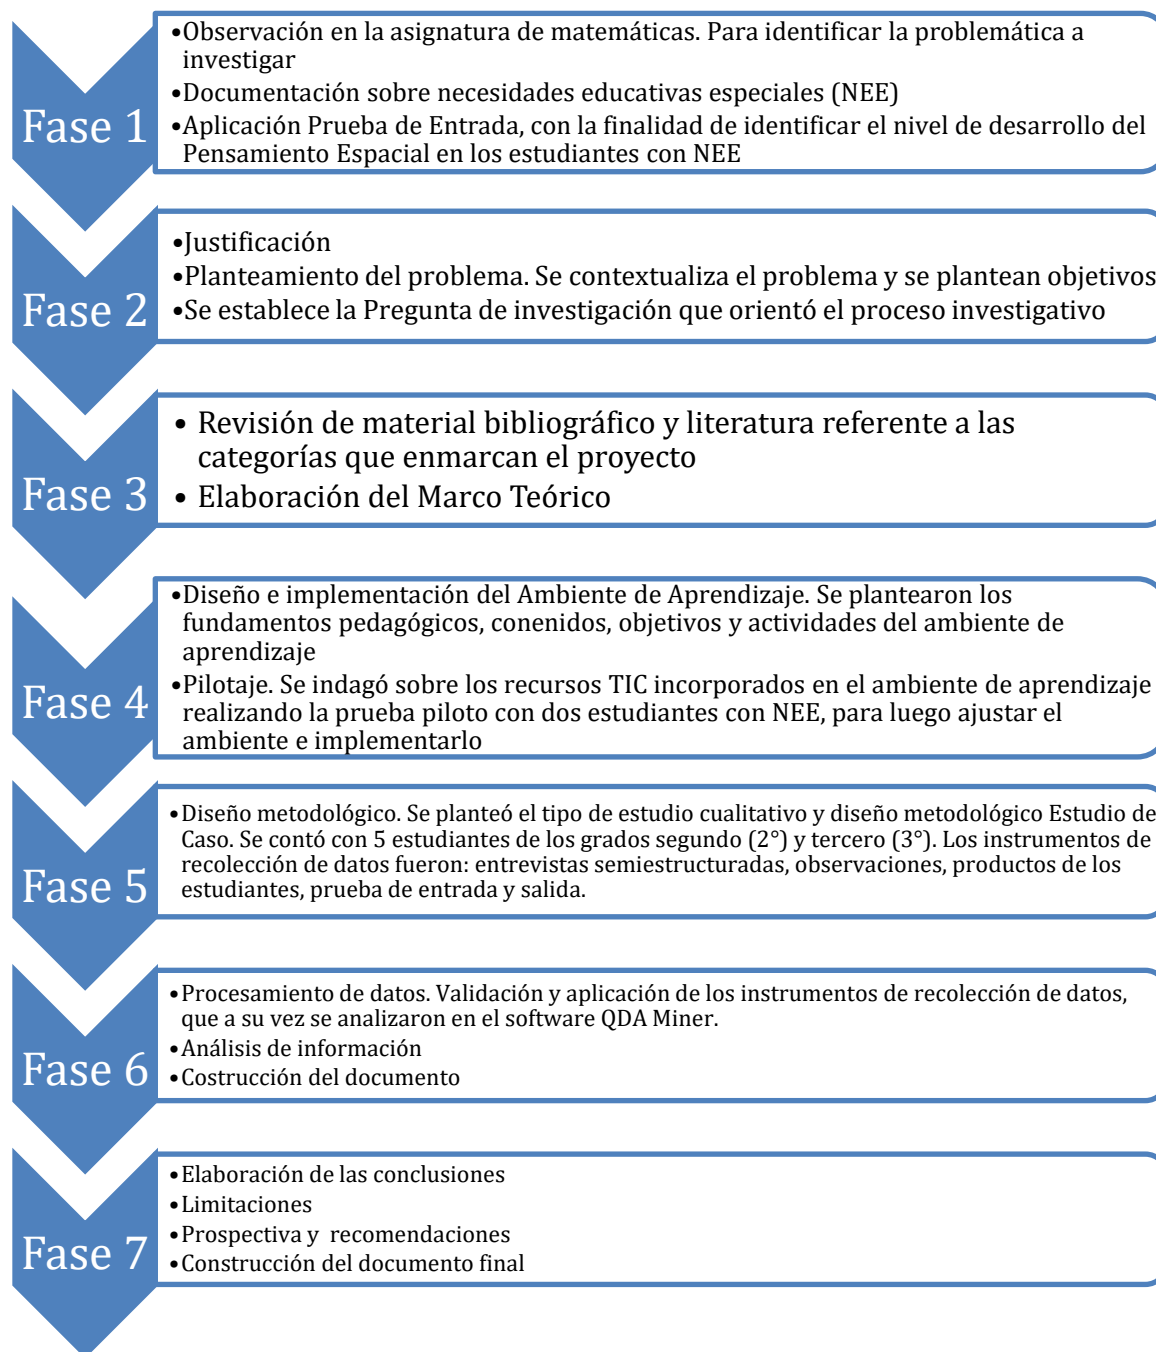 Fase 1
•Observación en la asignatura de matemáticas. Para identificar la problemática a
investigar
•Documentación sobre necesidades educativas especiales (NEE)
•Aplicación Prueba de Entrada, con la finalidad de identificar el nivel de desarrollo del
Pensamiento Espacial en los estudiantes con NEE
Fase 2
•Justificación
•Planteamiento del problema. Se contextualiza el problema y se plantean objetivos
•Se establece la Pregunta de investigación que orientó el proceso investigativo
Fase 3
• Revisión de material bibliográfico y literatura referente a las
categorías que enmarcan el proyecto
• Elaboración del Marco Teórico
Fase 4
•Diseño e implementación del Ambiente de Aprendizaje. Se plantearon los
fundamentos pedagógicos, conenidos, objetivos y actividades del ambiente de
aprendizaje
•Pilotaje. Se indagó sobre los recursos TIC incorporados en el ambiente de aprendizaje
realizando la prueba piloto con dos estudiantes con NEE, para luego ajustar el
ambiente e implementarlo
Fase 5
•Diseño metodológico. Se planteó el tipo de estudio cualitativo y diseño metodológico Estudio de
Caso. Se contó con 5 estudiantes de los grados segundo (2°) y tercero (3°). Los instrumentos de
recolección de datos fueron: entrevistas semiestructuradas, observaciones, productos de los
estudiantes, prueba de entrada y salida.
Fase 6
•Procesamiento de datos. Validación y aplicación de los instrumentos de recolección de datos,
que a su vez se analizaron en el software QDA Miner.
•Análisis de información
•Costrucción del documento
Fase 7
•Elaboración de las conclusiones
•Limitaciones
•Prospectiva y recomendaciones
•Construcción del documento final